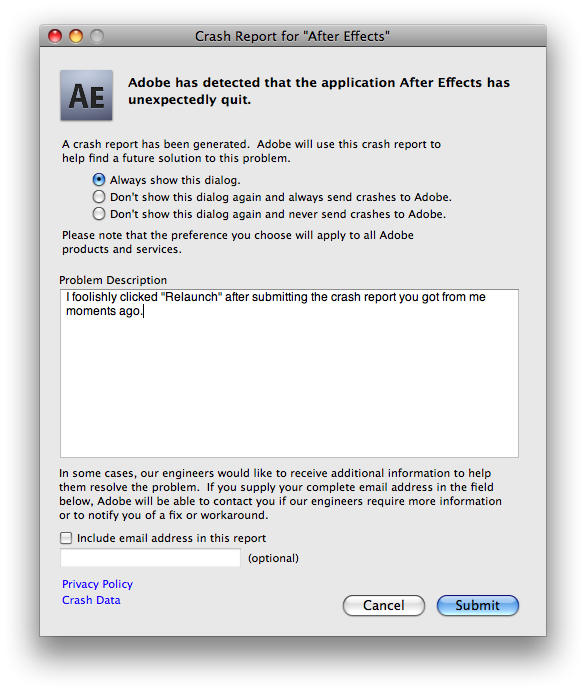 Crash Report for "After Effects"
AE
Adobe has detected that the application After Effects has
unexpectedly quit.
A crash report has been generated.  Adobe will use this crash report to
help find a future solution to this problem.
Always show this dialog.
Don't show this dialog again and always send crashes to Adobe.
Don't show this dialog again and never send crashes to Adobe.
Please note that the preference you choose will apply to all Adobe
products and services.
Problem Description
I foolishly clicked "Relaunch" after submitting the crash report you got from me
moments ago.
In some cases, our engineers would like to receive additional information to help
them resolve the problem.  If you supply your complete email address in the field
below, Adobe will be able to contact you if our engineers require more information
or to notify you of a fix or workaround.
Include email address in this report
(optional)
Privacy Policy
Crash Data
Cancel
Submit